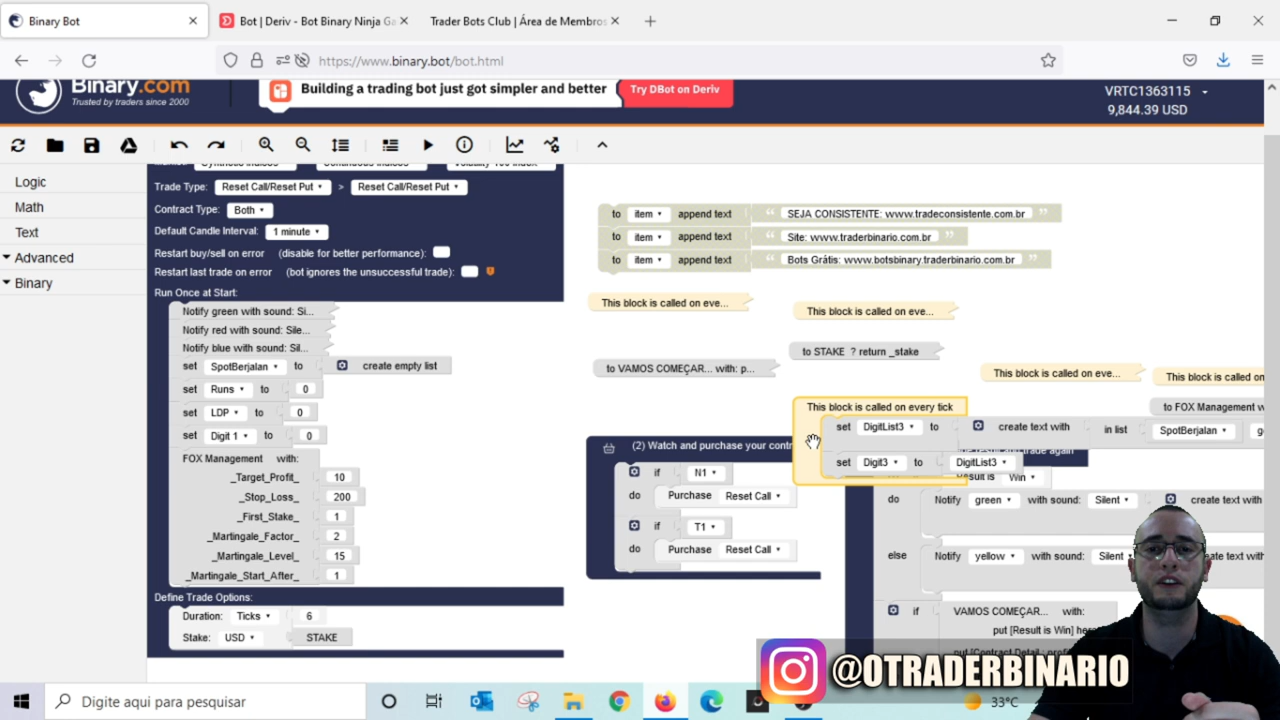 Binary Bot
Bot | Deriv - Bot Binary Ninja Ga
Trader Bots Club | Área de Membros
https://www.binary.bot/bot.html
Binary.com
Trusted by traders since 2000
Building a trading bot just got simpler and better
Try DBot on Deriv
VRTC1363115
9,844.39 USD
Logic
Math
Text
Advanced
Binary
Trade Type: Reset Call/Reset Put > Reset Call/Reset Put
Contract Type: Both
Default Candle Interval: 1 minute
Restart buy/sell on error (disable for better performance):
Restart last trade on error (bot ignores the unsuccessful trade):
Run Once at Start:
Notify green with sound: Si...
Notify red with sound: Sile...
Notify blue with sound: Sil...
set SpotBerjalan to create empty list
set Runs to 0
set LDP to 0
set Digit 1 to 0
FOX Management with:
_Target_Profit_ 10
_Stop_Loss_ 200
_First_Stake_ 1
_Martingale_Factor_ 2
_Martingale_Level_ 15
_Martingale_Start_After_ 1
Define Trade Options:
Duration: Ticks 6
Stake: USD STAKE
to item append text “ SEJA CONSISTENTE: www.tradeconsistente.com.br ”
to item append text “ Site: www.traderbinario.com.br ”
to item append text “ Bots Grátis: www.botsbinary.traderbinario.com.br ”
This block is called on eve...
This block is called on eve...
to STAKE ? return _stake
to VAMOS COMEÇAR... with: p...
This block is called on eve...
This block is called on
to FOX Management w
This block is called on every tick
set DigitList3 to create text with in list SpotBerjalan
set Digit3 to DigitList3
(2) Watch and purchase your contr
if N1
do Purchase Reset Call
if T1
do Purchase Reset Call
trade again
Result is Win
do Notify green with sound: Silent create text with
else Notify yellow with sound: Silent create text with
if VAMOS COMEÇAR... with:
put [Result is Win] here
put [Contract Detail : profit
@OTRADERBINARIO
Digite aqui para pesquisar
33°C